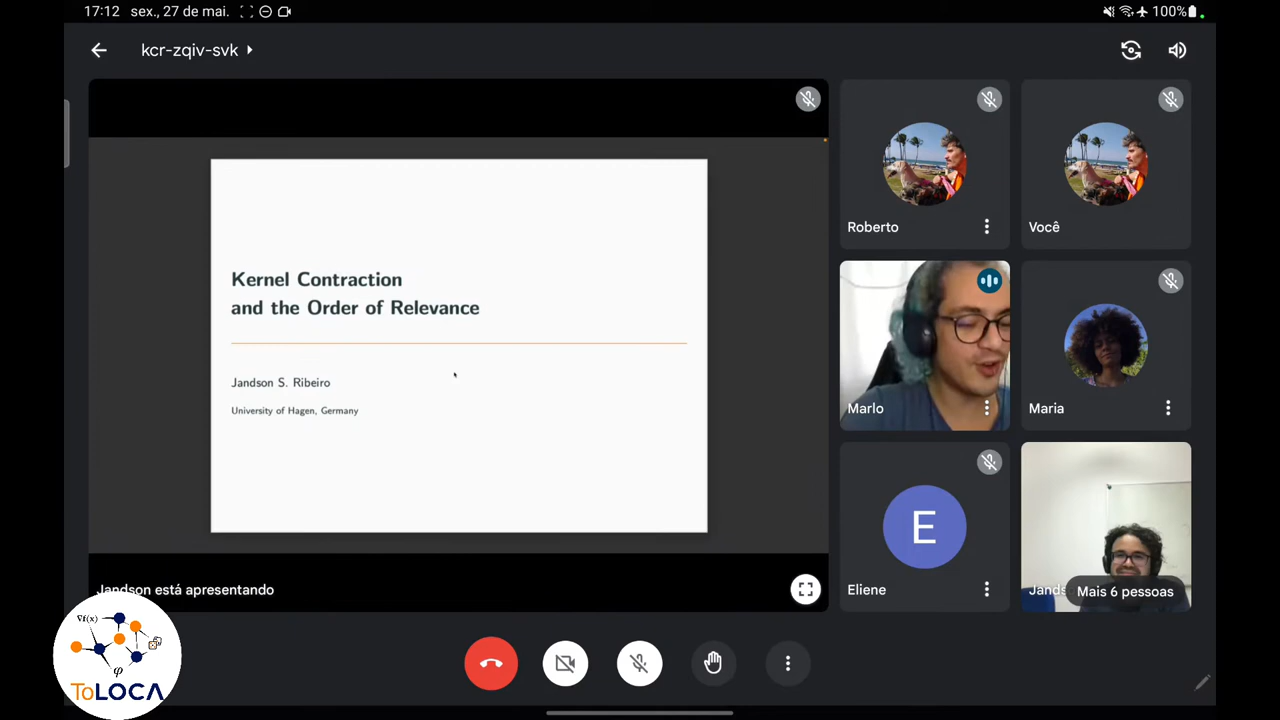 17:12 sex., 27 de mai.
100%
kcr-zqiv-svk
Kernel Contraction
and the Order of Relevance
Jandson S. Ribeiro
University of Hagen, Germany
Jandson está apresentando
Roberto
Você
Marlo
Maria
E
Eliene
Jands
Mais 6 pessoas
∇f(x)
φ
ToLOCA